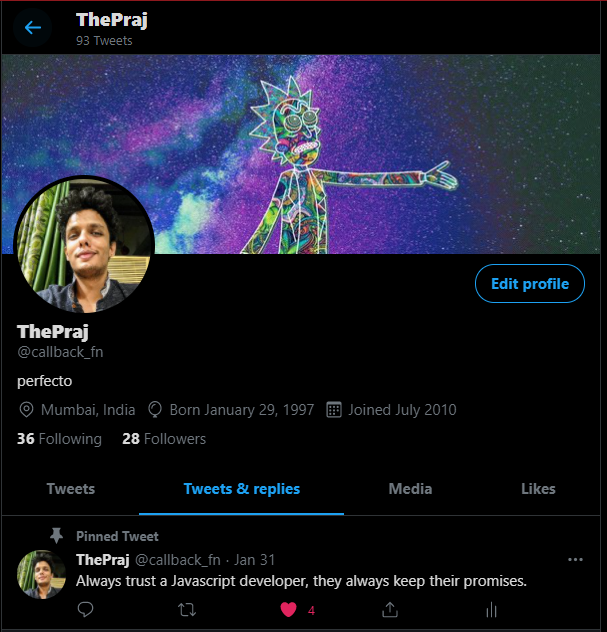 ThePraj
93 Tweets
Edit profile
ThePraj
@callback_fn
perfecto
Mumbai, India Born January 29, 1997 Joined July 2010
36 Following 28 Followers
Tweets Tweets & replies Media Likes
Pinned Tweet
ThePraj @callback_fn · Jan 31
Always trust a Javascript developer, they always keep their promises.
4